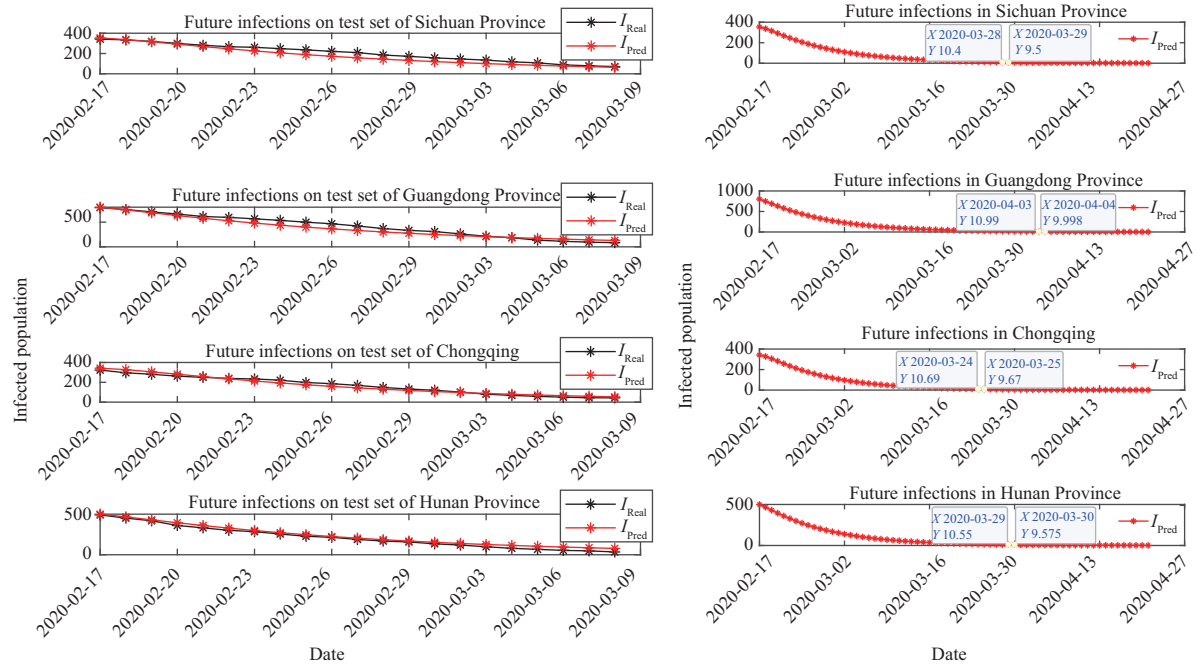 Future infections on test set of Sichuan Province
I Real
I Pred
400
200
0
2020-02-17
2020-02-20
2020-02-23
2020-02-26
2020-02-29
2020-03-03
2020-03-06
2020-03-09
Future infections on test set of Guangdong Province
I Real
I Pred
500
0
2020-02-17
2020-02-20
2020-02-23
2020-02-26
2020-02-29
2020-03-03
2020-03-06
2020-03-09
Future infections on test set of Chongqing
I Real
I Pred
400
200
0
2020-02-17
2020-02-20
2020-02-23
2020-02-26
2020-02-29
2020-03-03
2020-03-06
2020-03-09
Future infections on test set of Hunan Province
I Real
I Pred
500
0
2020-02-17
2020-02-20
2020-02-23
2020-02-26
2020-02-29
2020-03-03
2020-03-06
2020-03-09
Infected population
Date
Future infections in Sichuan Province
X 2020-03-28
Y 10.4
X 2020-03-29
Y 9.5
I Pred
400
200
0
2020-02-17
2020-03-02
2020-03-16
2020-03-30
2020-04-13
2020-04-27
Future infections in Guangdong Province
X 2020-04-03
Y 10.99
X 2020-04-04
Y 9.998
I Pred
1000
500
0
2020-02-17
2020-03-02
2020-03-16
2020-03-30
2020-04-13
2020-04-27
Future infections in Chongqing
X 2020-03-24
Y 10.69
X 2020-03-25
Y 9.67
I Pred
400
200
0
2020-02-17
2020-03-02
2020-03-16
2020-03-30
2020-04-13
2020-04-27
Future infections in Hunan Province
X 2020-03-29
Y 10.55
X 2020-03-30
Y 9.575
I Pred
500
0
2020-02-17
2020-03-02
2020-03-16
2020-03-30
2020-04-13
2020-04-27
Infected population
Date